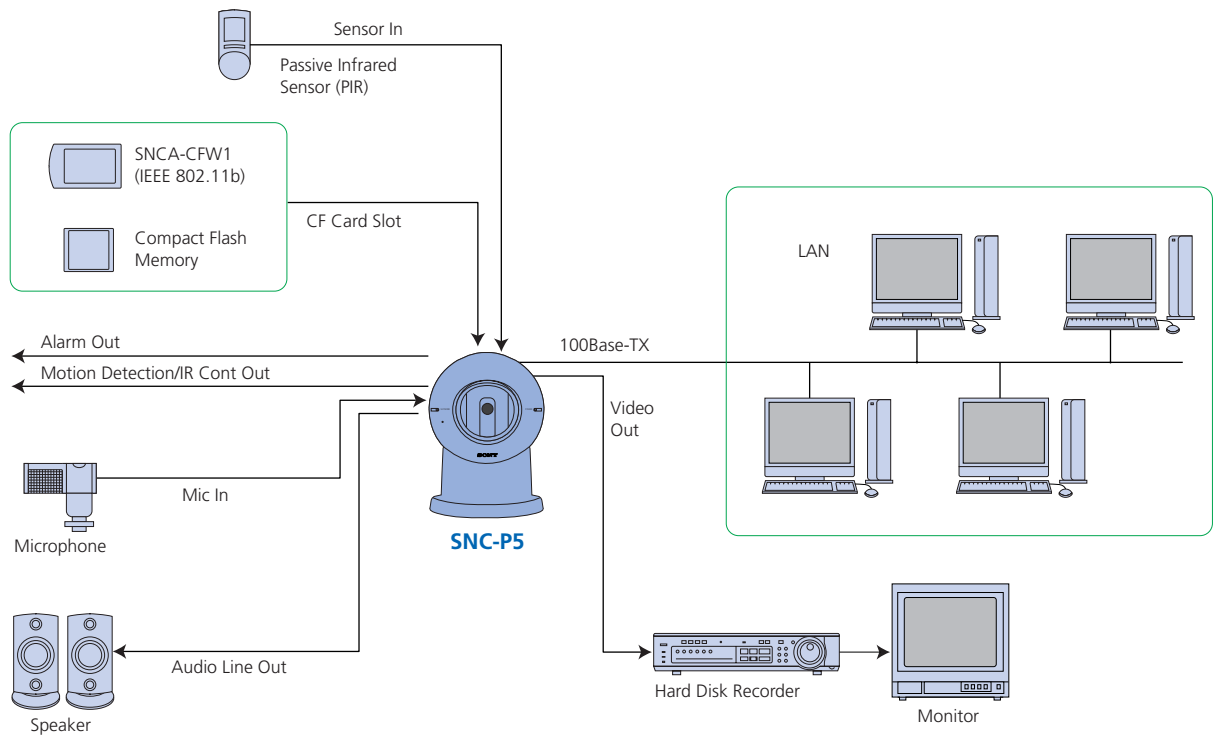 Sensor In
Passive Infrared
Sensor (PIR)
SNCA-CFW1
(IEEE 802.11b)
CF Card Slot
Compact Flash
Memory
LAN
Alarm Out
100Base-TX
Motion Detection/IR Cont Out
Video
Out
SONY
Mic In
SNC-P5
Microphone
Audio Line Out
Hard Disk Recorder
Speaker
Monitor